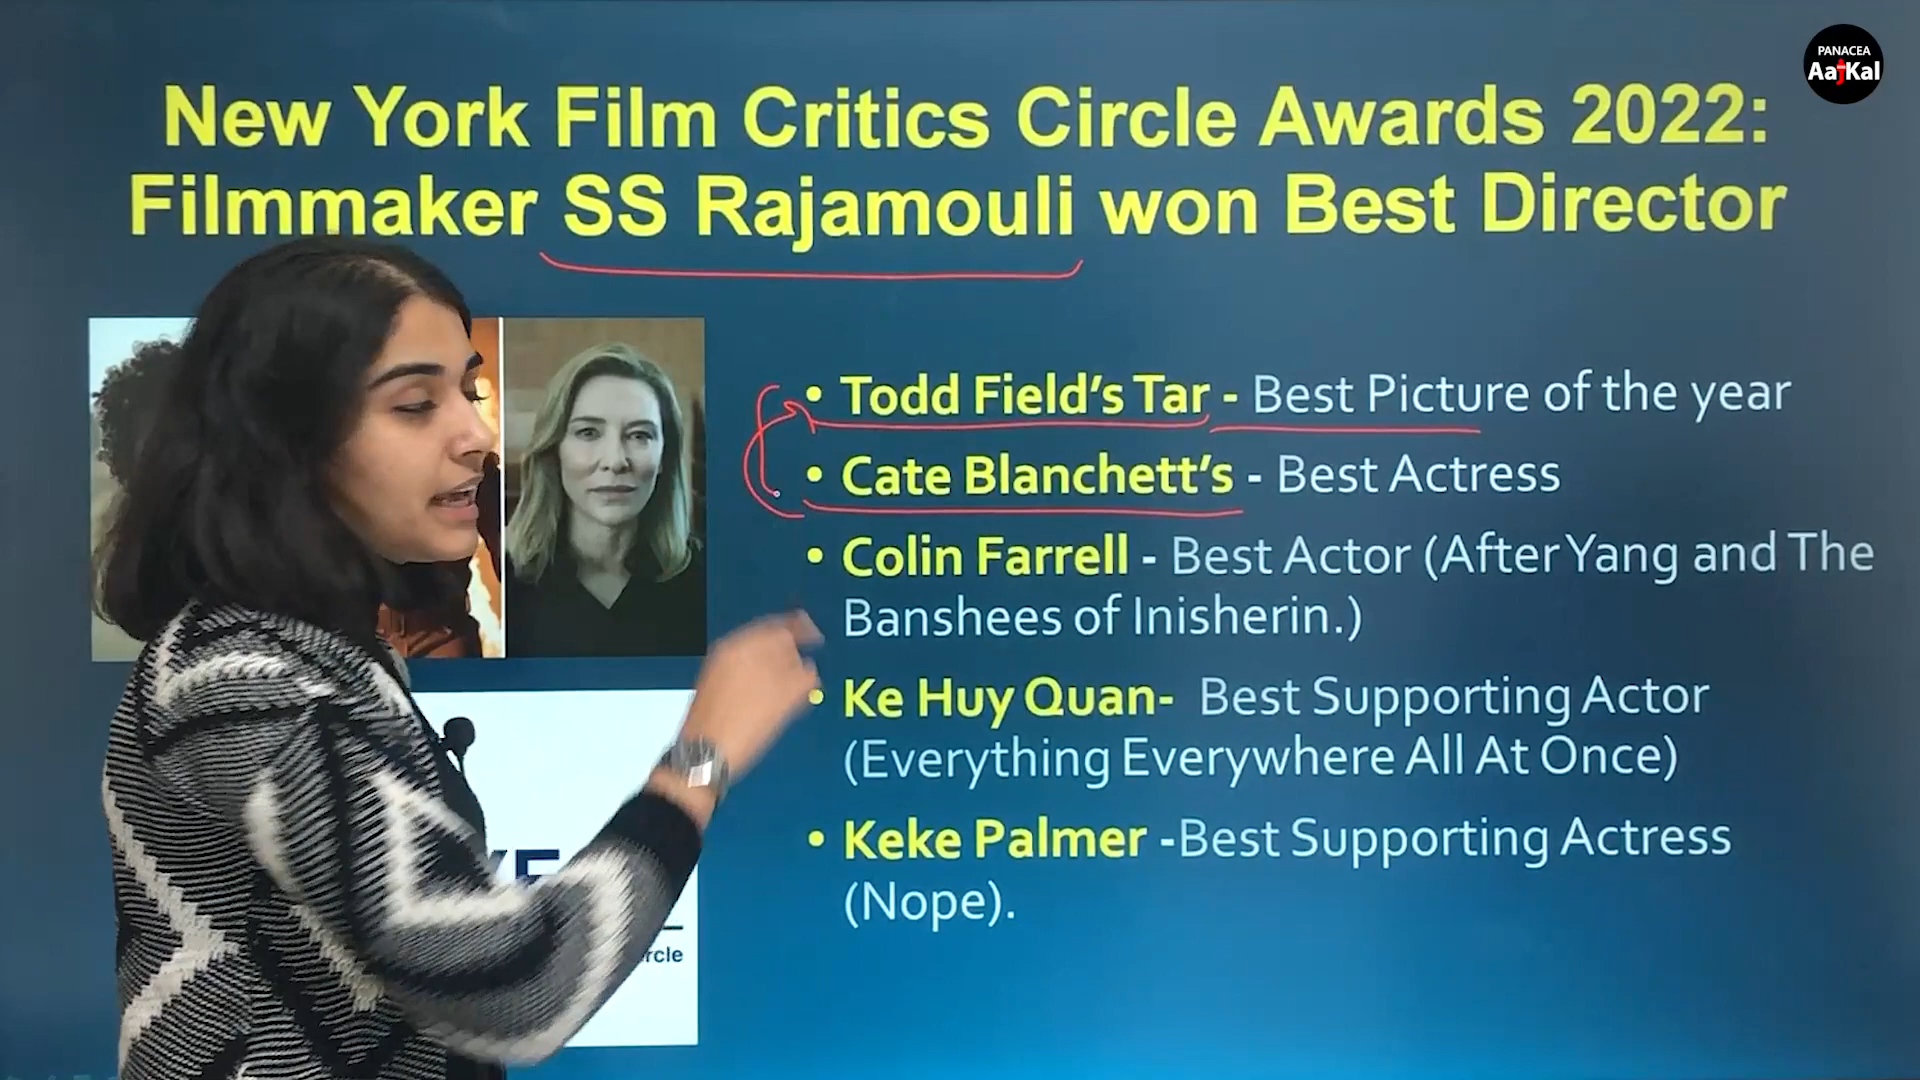 PANACEA
AajKal
New York Film Critics Circle Awards 2022:
Filmmaker SS Rajamouli won Best Director
• Todd Field's Tar - Best Picture of the year
• Cate Blanchett's - Best Actress
• Colin Farrell - Best Actor (After Yang and The
Banshees of Inisherin.)
• Ke Huy Quan- Best Supporting Actor
(Everything Everywhere All At Once)
• Keke Palmer -Best Supporting Actress
(Nope).